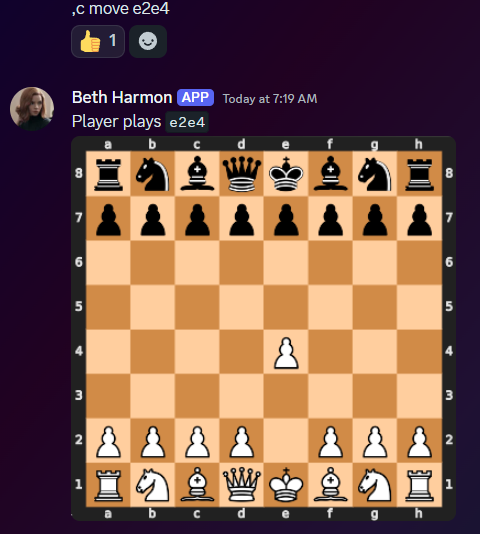 ,c move e2e4
👍 1
Beth Harmon APP Today at 7:19 AM
Player plays e2e4
a b c d e f g h
8 8
7 7
6 6
5 5
4 4
3 3
2 2
1 1
a b c d e f g h